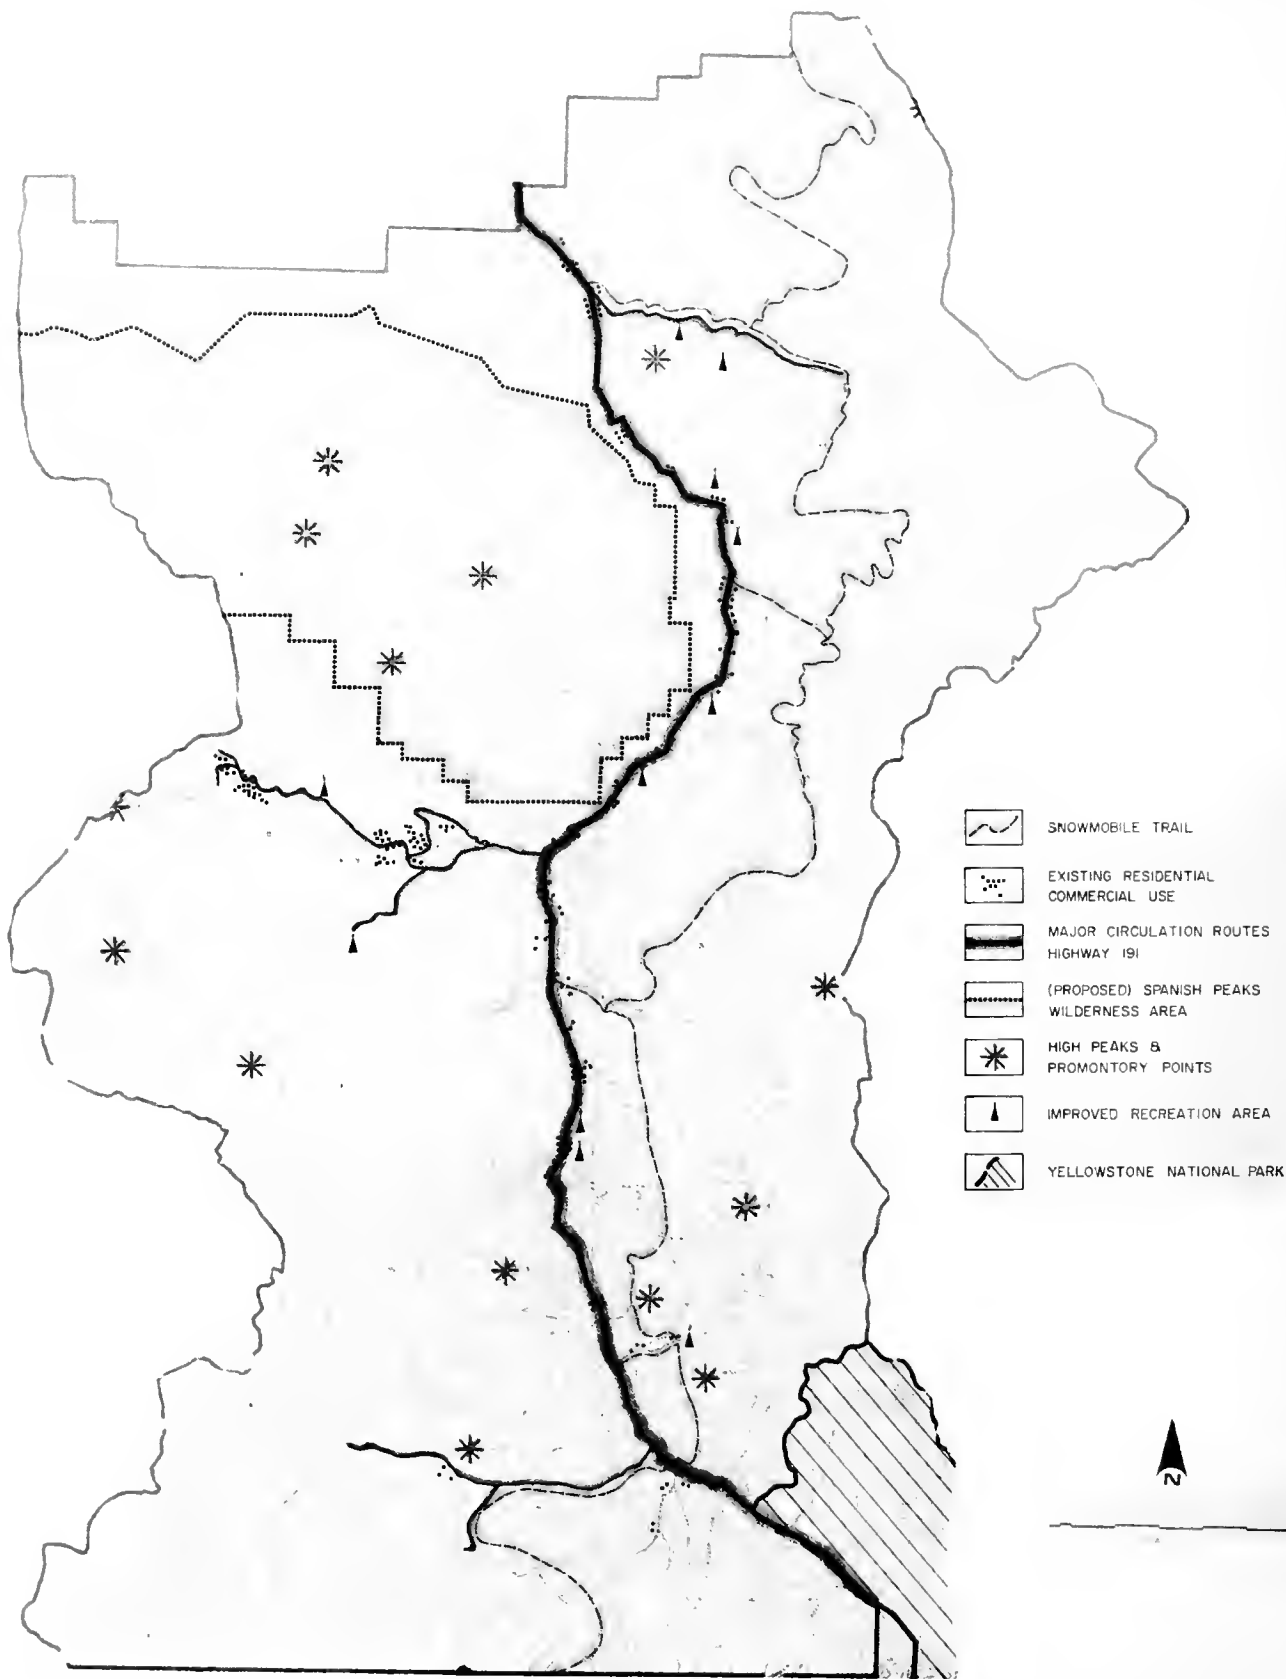 SNOWMOBILE TRAIL
EXISTING RESIDENTIAL
COMMERCIAL USE
MAJOR CIRCULATION ROUTES
HIGHWAY 191
(PROPOSED) SPANISH PEAKS
WILDERNESS AREA
HIGH PEAKS &
PROMONTORY POINTS
IMPROVED RECREATION AREA
YELLOWSTONE NATIONAL PARK
N